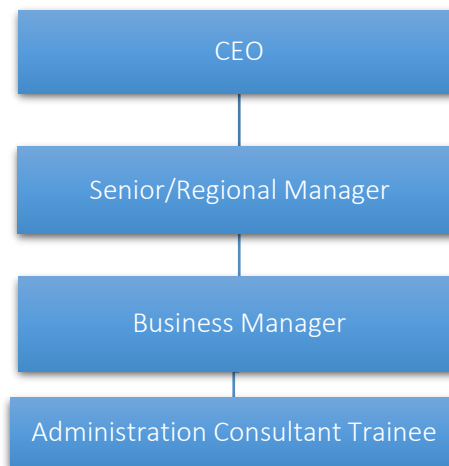 CEO
Senior/Regional Manager
Business Manager
Administration Consultant Trainee